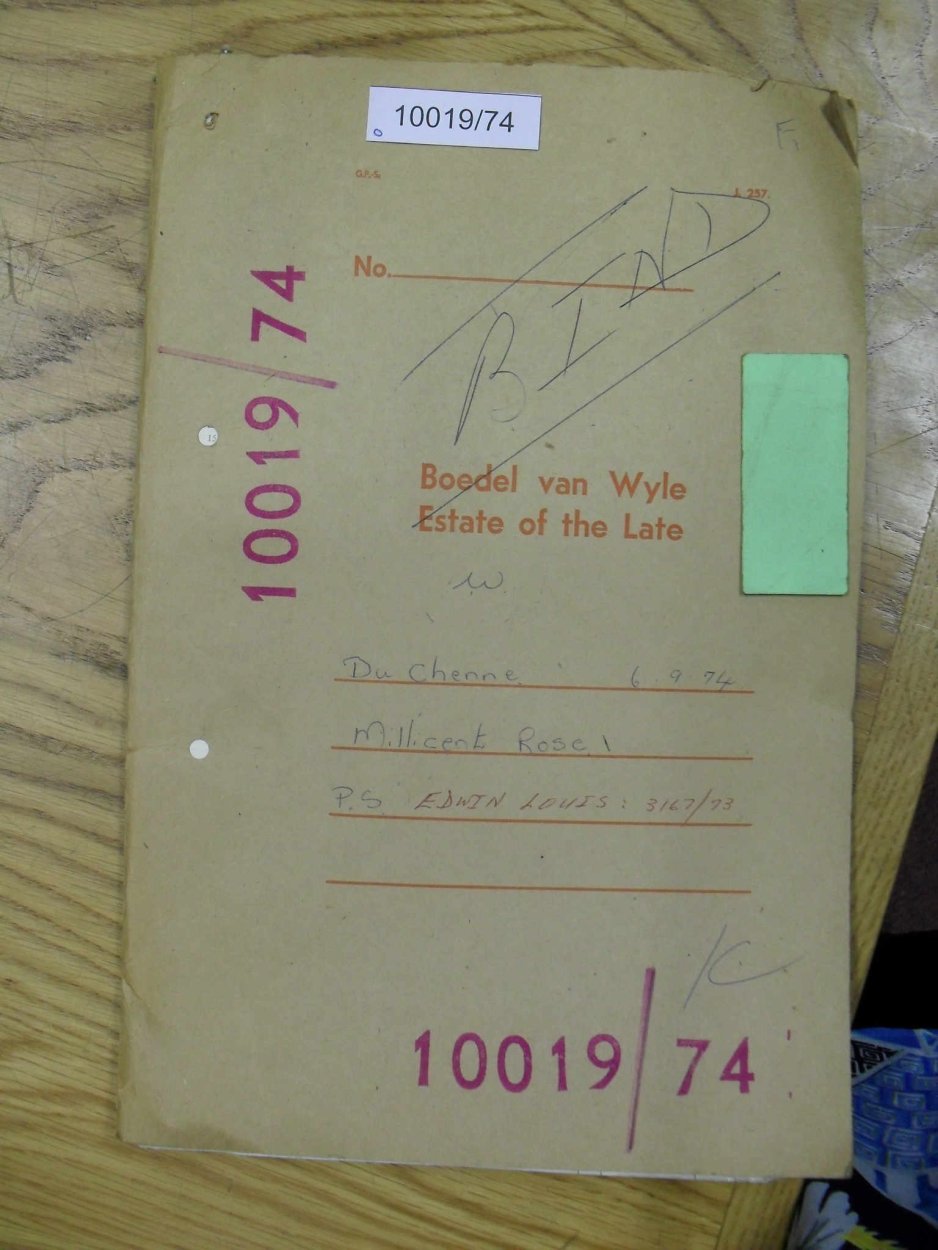 10019/74
G.P.-S.
J. 257.
No.
BIND
10019/74
Boedel van Wyle
Estate of the Late
W.
Du Chenne 6.9.74
Millicent Rose
P.S. EDWIN LOUIS: 3167/73
10019/74